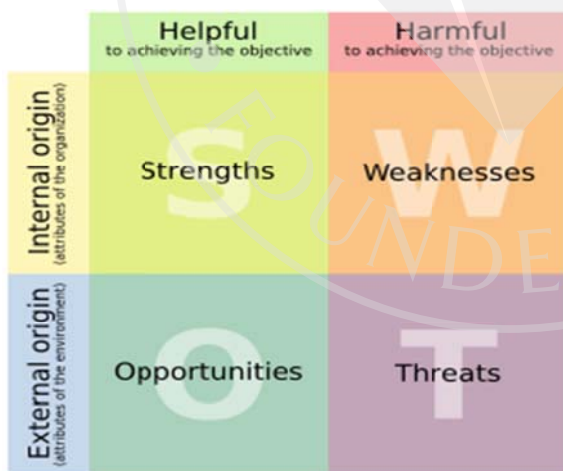 Helpful
to achieving the objective
Harmful
to achieving the objective
Internal origin
(attributes of the organization)
S
Strengths
W
Weaknesses
External origin
(attributes of the environment)
O
Opportunities
T
Threats
FOUNDE